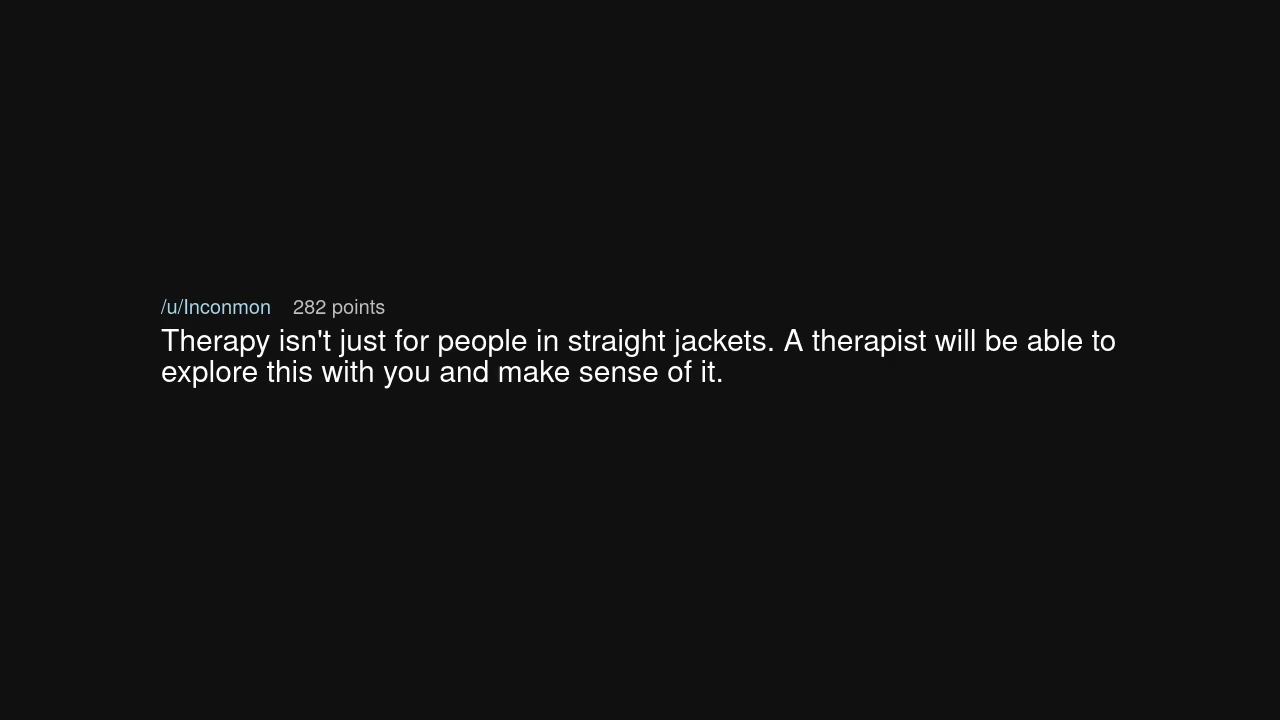 /u/Inconmon 282 points
Therapy isn't just for people in straight jackets. A therapist will be able to
explore this with you and make sense of it.